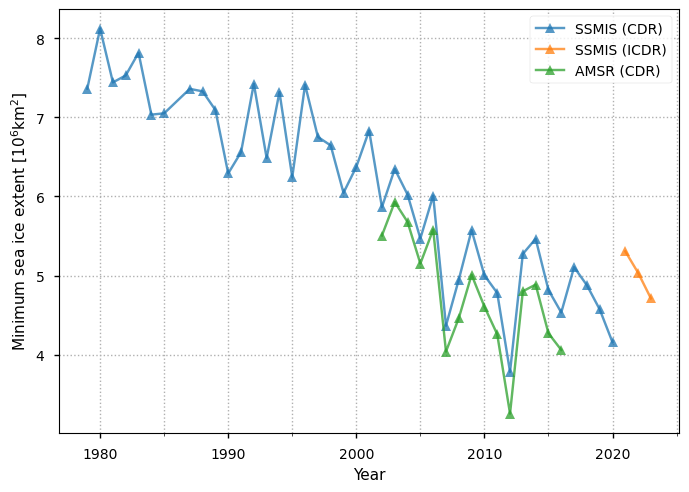 SSMIS (CDR)
SSMIS (ICDR)
AMSR (CDR)
Minimum sea ice extent [10⁶km²]
8
7
6
5
4
1980 1990 2000 2010 2020
Year